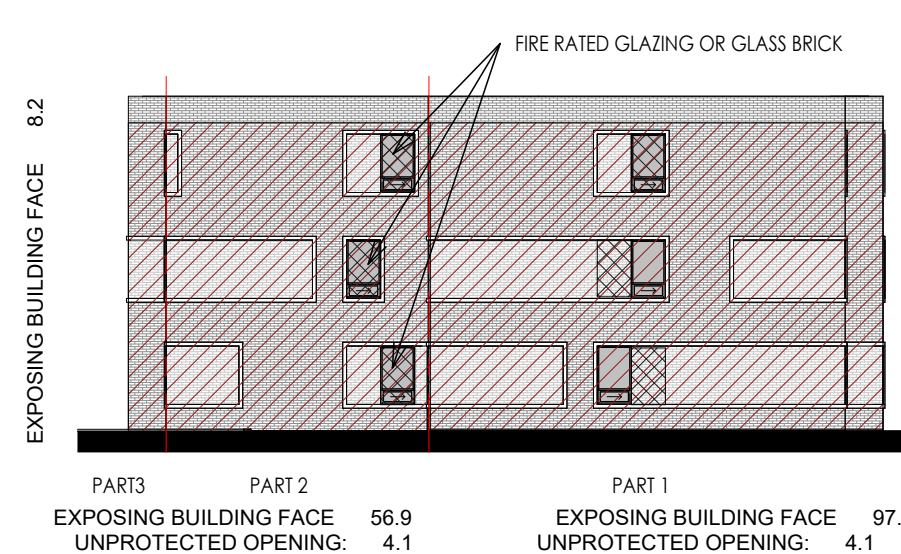 FIRE RATED GLAZING OR GLASS BRICK
EXPOSING BUILDING FACE 8.2
PART3 PART 2 PART 1
EXPOSING BUILDING FACE 56.9 EXPOSING BUILDING FACE 97.
UNPROTECTED OPENING: 4.1 UNPROTECTED OPENING: 4.1